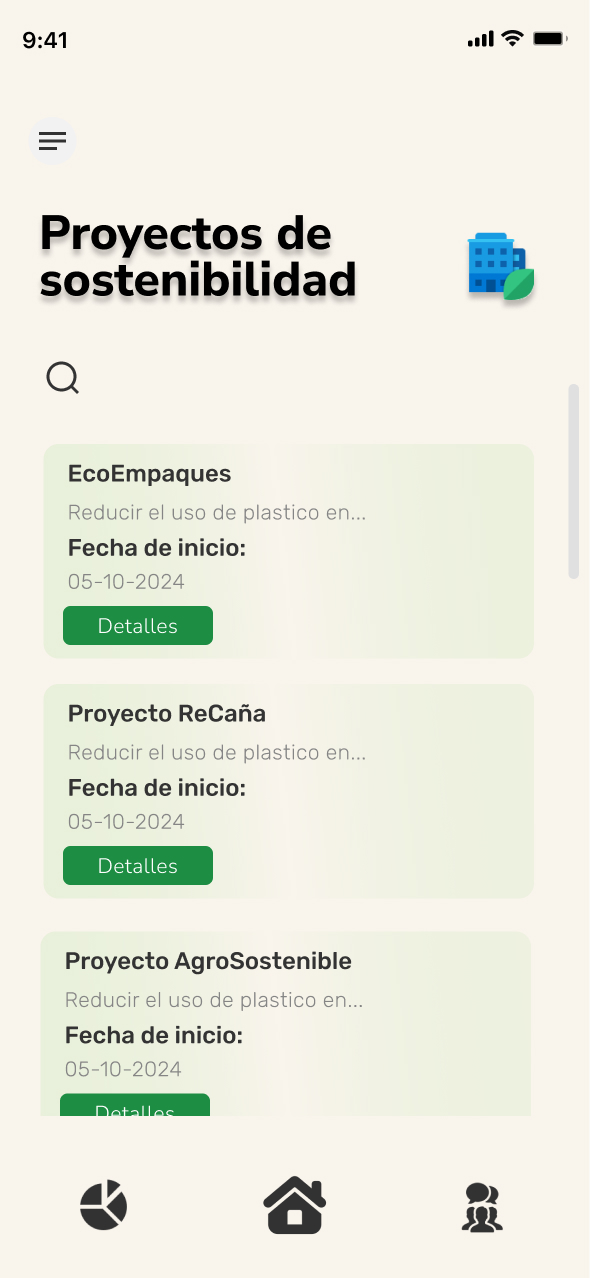 9:41
Proyectos de
sostenibilidad
EcoEmpaques
Reducir el uso de plastico en...
Fecha de inicio:
05-10-2024
Detalles
Proyecto ReCaña
Reducir el uso de plastico en...
Fecha de inicio:
05-10-2024
Detalles
Proyecto AgroSostenible
Reducir el uso de plastico en...
Fecha de inicio:
05-10-2024
Detalles